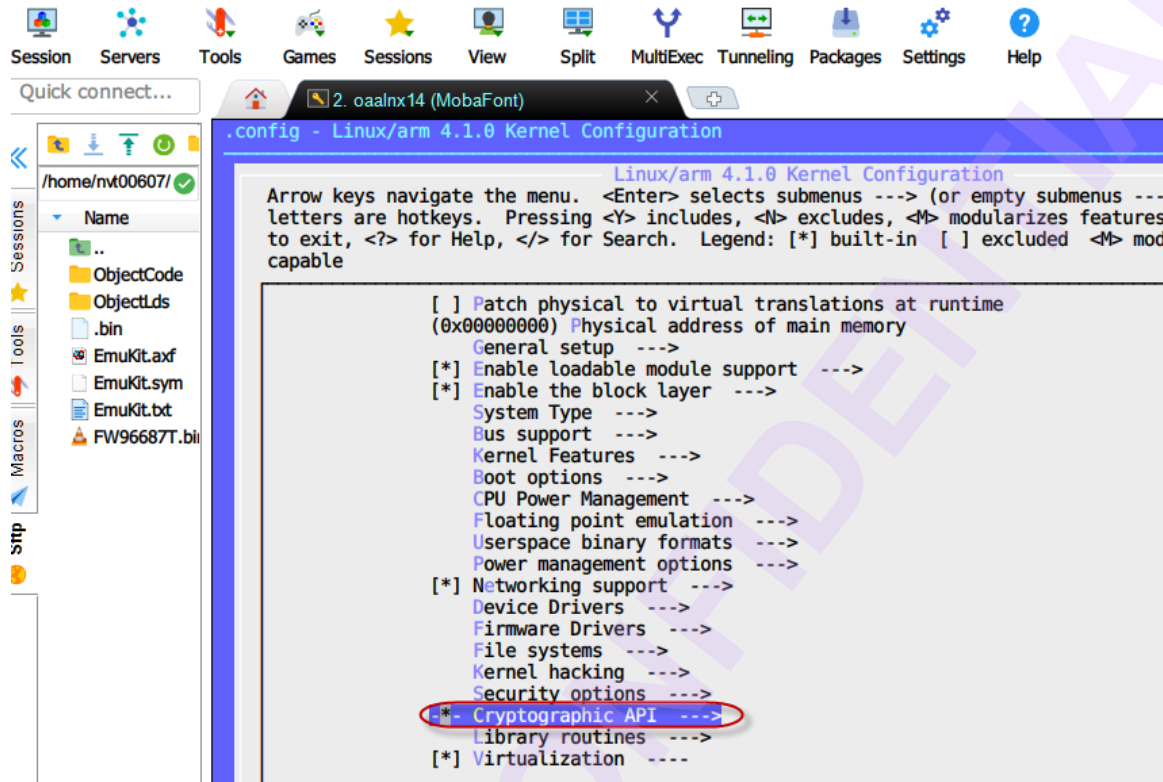 Session Servers Tools Games Sessions View Split MultiExec Tunneling Packages Settings Help
Quick connect...
2. oaalnx14 (MobaFont)
/home/nvt00607/
Name
..
ObjectCode
ObjectLds
.bin
EmuKit.axf
EmuKit.sym
EmuKit.txt
FW96687T.bin
Sessions
Tools
Macros
Sftp
.config - Linux/arm 4.1.0 Kernel Configuration
Linux/arm 4.1.0 Kernel Configuration
Arrow keys navigate the menu. <Enter> selects submenus ---> (or empty submenus ---
letters are hotkeys. Pressing <Y> includes, <N> excludes, <M> modularizes features
to exit, <?> for Help, </> for Search. Legend: [*] built-in [ ] excluded <M> mod
capable
[ ] Patch physical to virtual translations at runtime
(0x00000000) Physical address of main memory
General setup --->
[*] Enable loadable module support --->
[*] Enable the block layer --->
System Type --->
Bus support --->
Kernel Features --->
Boot options --->
CPU Power Management --->
Floating point emulation --->
Userspace binary formats --->
Power management options --->
[*] Networking support --->
Device Drivers --->
Firmware Drivers --->
File systems --->
Kernel hacking --->
Security options --->
-*- Cryptographic API --->
Library routines --->
[*] Virtualization ----
CONFIDENTIAL